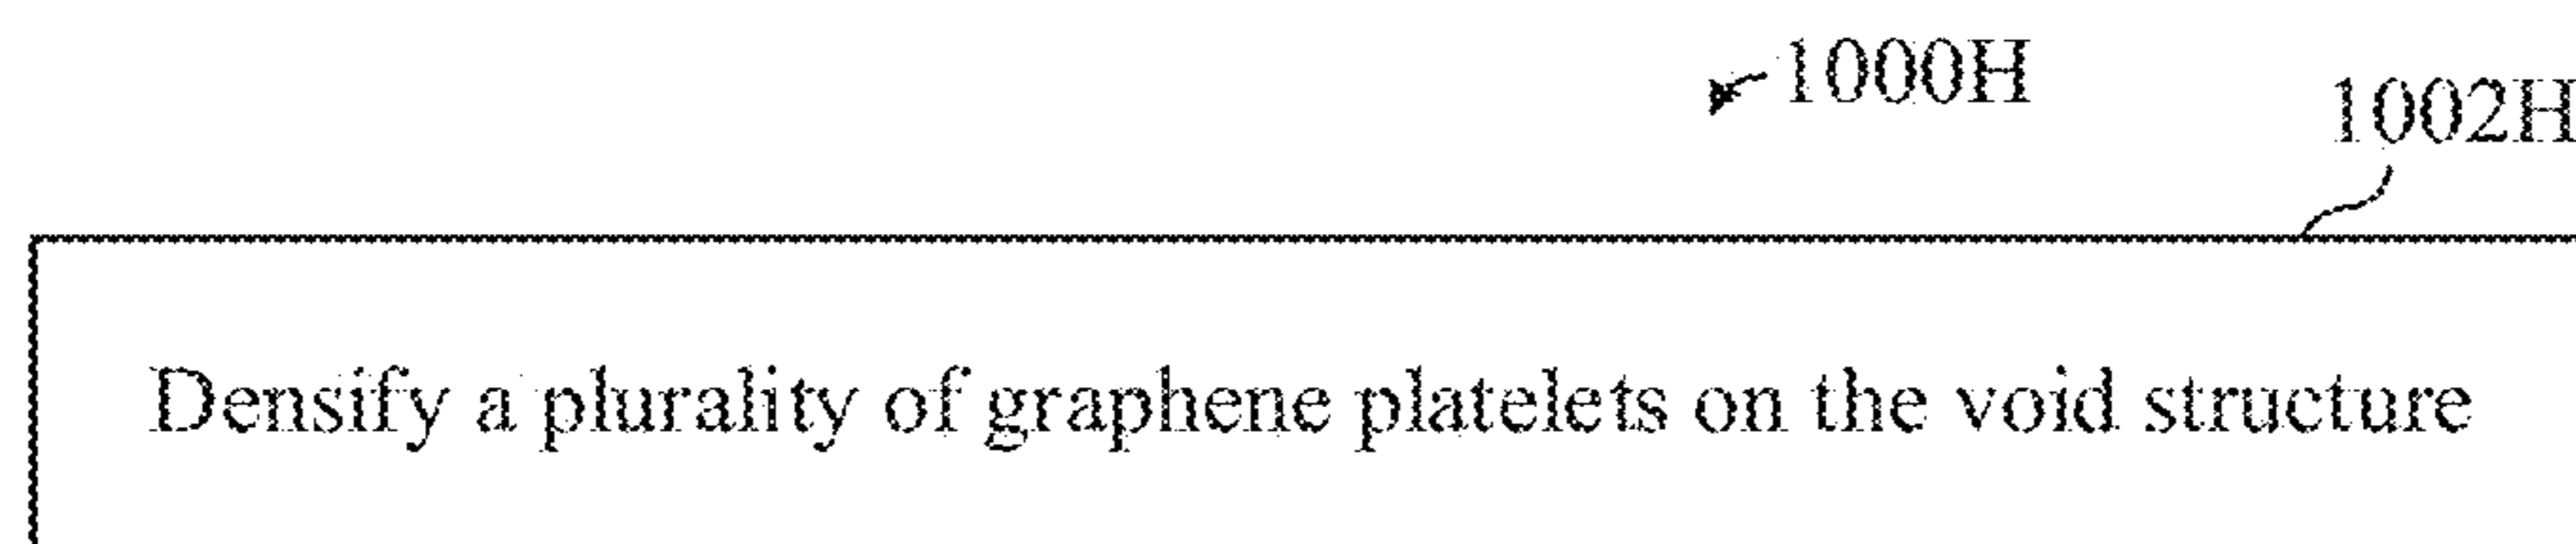 1000H
1002H
Densify a plurality of graphene platelets on the void structure